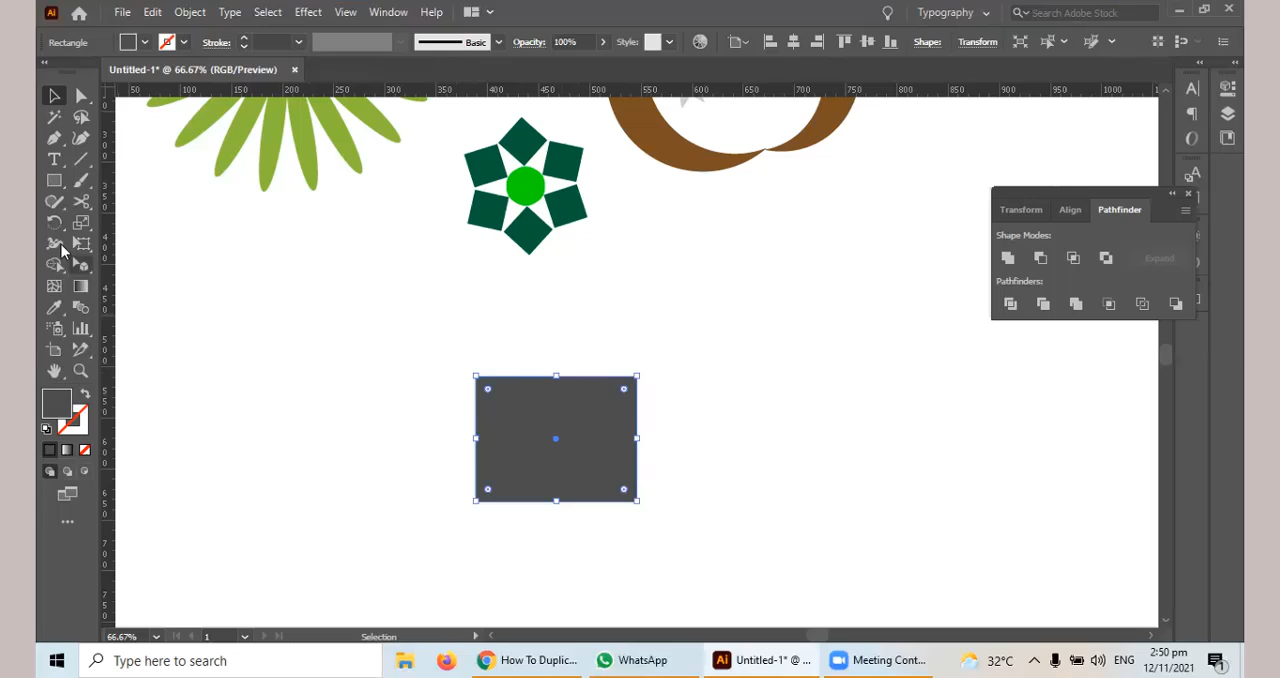 Ai File Edit Object Type Select Effect View Window Help Typography Search Adobe Stock
Rectangle Stroke: Basic Opacity: 100% Style: Shape: Transform
Untitled-1* @ 66.67% (RGB/Preview) ×
50 100 150 200 250 300 350 400 450 500 550 600 650 700 750 800 850 900 950 1000
Transform Align Pathfinder
Shape Modes:
Expand
Pathfinders:
66.67% 1 Selection
Type here to search How To Duplic... WhatsApp Ai Untitled-1* @ ... Meeting Cont... 32°C ENG 2:50 pm
12/11/2021